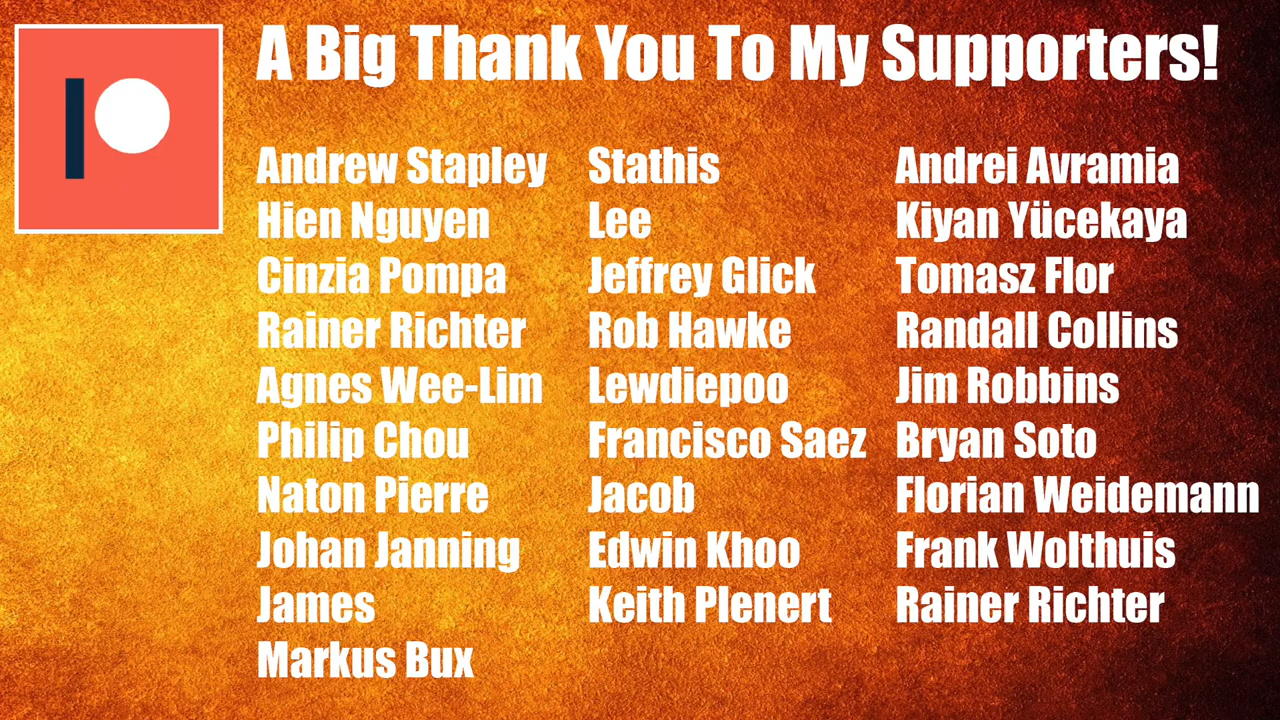 A Big Thank You To My Supporters!
Andrew Stapley
Hien Nguyen
Cinzia Pompa
Rainer Richter
Agnes Wee-Lim
Philip Chou
Naton Pierre
Johan Janning
James
Markus Bux
Stathis
Lee
Jeffrey Glick
Rob Hawke
Lewdiepoo
Francisco Saez
Jacob
Edwin Khoo
Keith Plenert
Andrei Avramia
Kiyan Yücekaya
Tomasz Flor
Randall Collins
Jim Robbins
Bryan Soto
Florian Weidemann
Frank Wolthuis
Rainer Richter